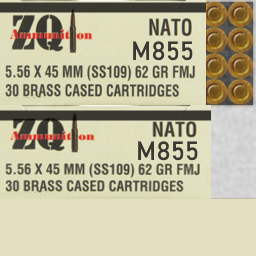 ZQI NATO
Ammunition M855
5.56 X 45 MM (SS109) 62 GR FMJ
30 BRASS CASED CARTRIDGES
ZQI NATO
Ammunition M855
5.56 X 45 MM (SS109) 62 GR FMJ
30 BRASS CASED CARTRIDGES